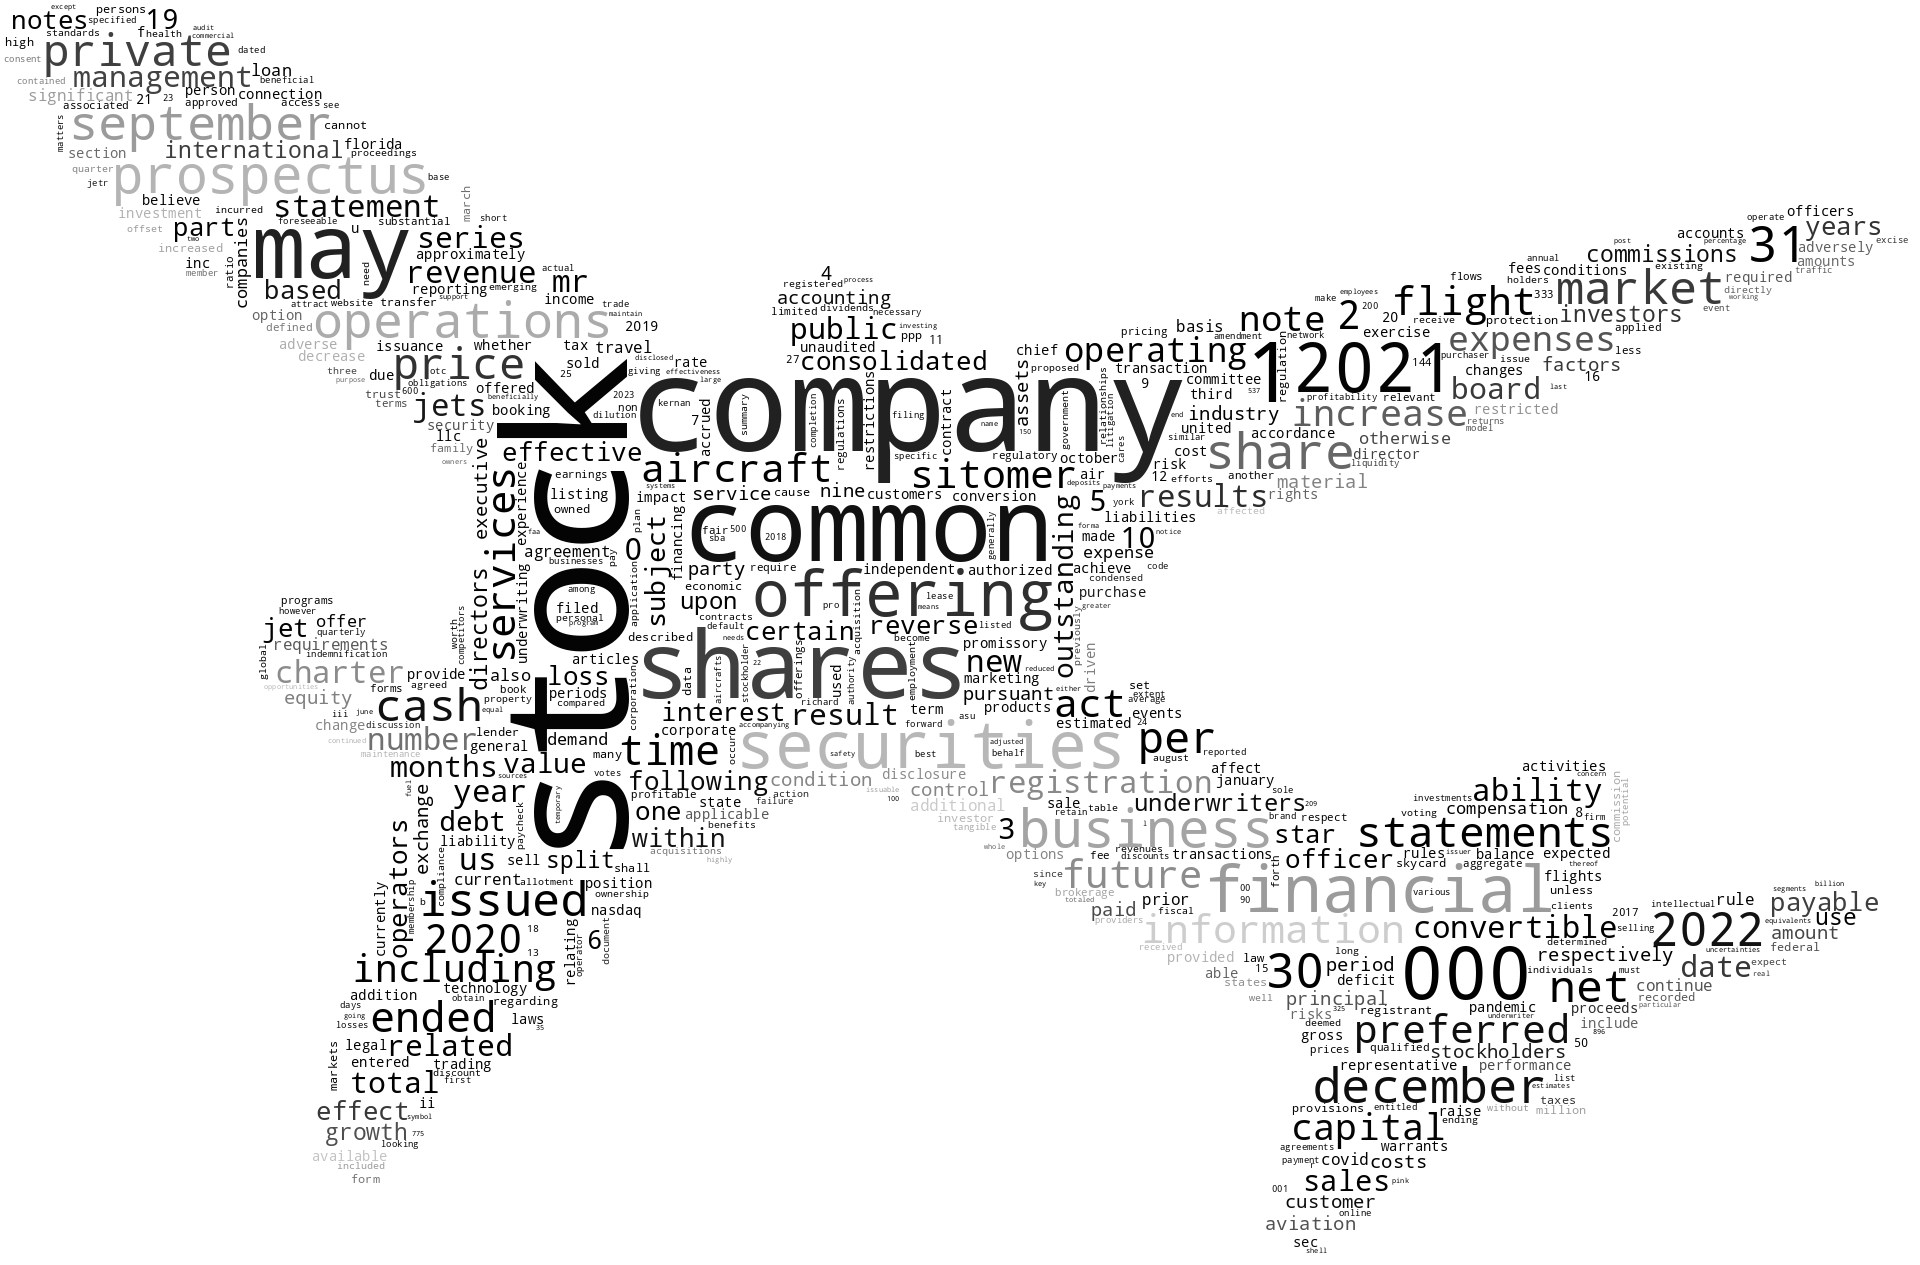 except
persons
notes specified 19
standards f health audit commercial
high private dated
consent management loan beneficial
contained person connection
significant 21 23 approved access see
associated
matters september cannot
section international florida proceedings
quarter prospectus base
jetr
believe march
investment incurred statement
offset part foreseeable substantial short
increased two companies may u series
inc member ratio need approximately
based revenue actual mr
reporting emerging income
attract website transfer support trade
option operations maintain 2019
defined
adverse issuance whether tax travel
decrease price otc sold disclosed rate
three due obligations 25 giving effectiveness
purpose 600 offered large
trust jets beneficially 2023 kernan
terms booking non dilution 7
security
llc effective
family
owners
stock
executive services experience earnings
listing
owned
faa agreement pay plan
businesses
directors underwriting among
filed
personal
program
4 process
registered
accounting
limited dividends necessary
public investing
unaudited ppp 11
27 consolidated
company
accrued summary completion regulations restrictions filing contract name assets 150 government relationships litigation cares
aircraft specific sitomer regulatory october
systems deposits payments
impact service cause nine customers conversion
financing common
fair 500
sba 2018 generally
0 subject party require independent authorized
application economic offering
upon pro acquisition lease means
contracts
described default certain reverse listed
needs become promissory
articles shares new reduced
data aircrafts stockholder 22 offerings used authority employment marketing
corporation richard pursuant
interest result term products
corporate accompanying forward asu
time occur securities adjusted
safety best behalf
many
votes following condition disclosure registration
profitable action issuable control
one state failure 100 additional
applicable investor
within benefits tangible
acquisitions highly
chief operating
proposed transaction
9 committee
third
industry
united similar end
cost
air risk another
12 efforts
5 results rights
york affected
liabilities
forma made 10 notice
expense
outstanding achieve code
condensed
purchase
greater
previously driven
either set
extent
act average
events
estimated 24
per reported
august
affect
january
pricing basis
amendment network
make employees
note 2 200
20 flight 333
receive
exercise protection
regulation 12021 144
purchaser issue
changes
537 profitability relevant
increase board last
restricted
returns
model
accordance otherwise
share director
liquidity
material
operate officers
accounts percentage years excise
post
commissions 31 adversely
annual existing amounts
fees conditions traffic
flows holders market required
directly
working
investors event
expenses applied
less
factors
16
programs
however
jet offer
quarterly
requirements
indemnification
global charter provide also loss
opportunities forms agreed book periods
equity property compared
iii june cash equal
change discussion
continued number lender demand
maintenance general
months sources value
fuel year temporary
exchange debt paycheck
liability
operators us sell split shall
compliance current allotment position
b issued ownership
currently membership nasdaq
2020 18 6
13 relating operator document
including
technology
addition obtain regarding
days
going ended laws
losses 35
legal related
markets entered trading
discount
total first
effect ii
symbol
growth 775
looking
available
included
form
sale table sole
retain underwriters 209
3 business l brand respect
whole star
options fee revenues transactions
discounts
since future forth officer
key
brokerage 00
totaled 90
paid prior
providers fiscal
information
received
provided law 30
able 15
states
well principal
risks 325
activities
concern
ability commission
investments potential
voting compensation 8 firm
statements
rules issuer balance expected
skycard aggregate thereof
financial flights
various unless
clients
convertible 2017 selling
determined
long respectively
period 000 individuals must
deficit net
registrant pandemic proceeds
deemed underwriter
gross preferred include
prices 896
qualified stockholders 50
representative performance
december list
estimates
taxes
provisions entitled raise without million
ending
capital
agreements warrants
payment covid costs
001 sales pink
customer
online
aviation
sec
shell
segments billion
intellectual rule payable
equivalents use
2022 amount
uncertainties federal
date expect
real
continue
recorded
particular